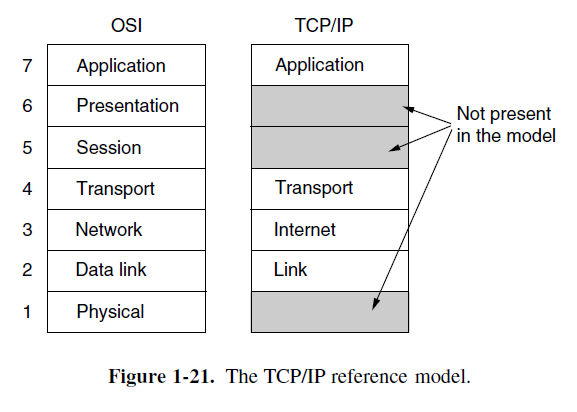 OSI TCP/IP
7 Application Application
6 Presentation
5 Session
4 Transport Transport
3 Network Internet
2 Data link Link
1 Physical
Not present
in the model
Figure 1-21. The TCP/IP reference model.